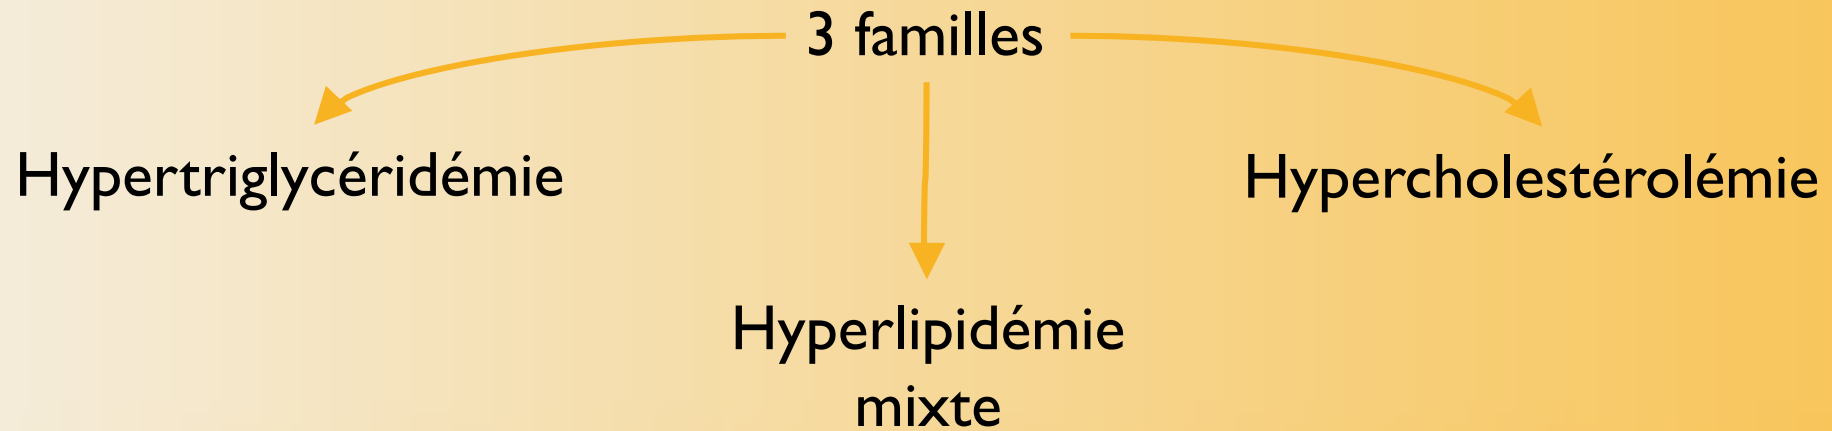 3 familles
Hypertriglycéridémie
Hypercholestérolémie
Hyperlipidémie
mixte